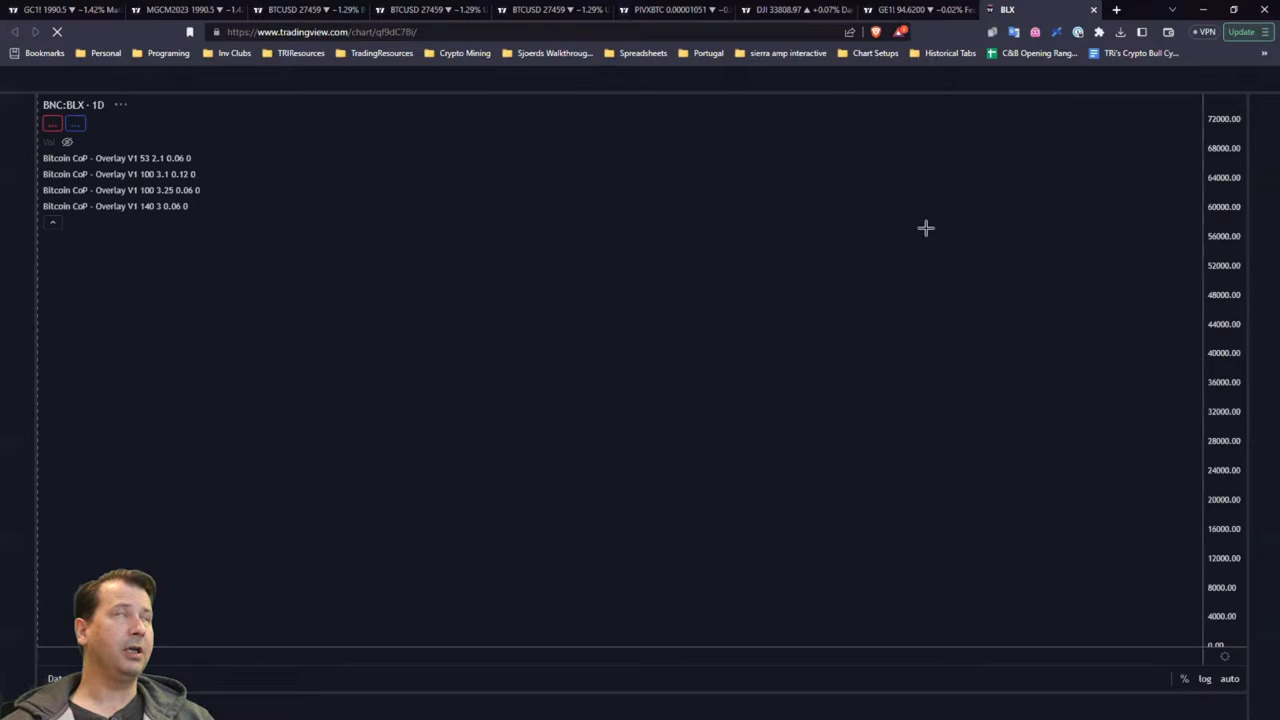 GC1! 1990.5 ▼ −1.42% Ma
MGCM2023 1990.5 ▼ −1.4
BTCUSD 27459 ▼ −1.29%
BTCUSD 27459 ▼ −1.29%
BTCUSD 27459 ▼ −1.29% U
PIVXBTC 0.00001051 ▼ −0.
DJI 33808.97 ▲ +0.07% Da
GE1! 94.6200 ▼ −0.02% Fe
BLX
https://www.tradingview.com/chart/qf9dC7Bi/
VPN
Update
Bookmarks
Personal
Programing
Inv Clubs
TRIResources
TradingResources
Crypto Mining
Sjoerds Walkthroug...
Spreadsheets
Portugal
sierra amp interactive
Chart Setups
Historical Tabs
C&B Opening Rang...
TRi's Crypto Bull Cy...
BNC:BLX · 1D
Vol
Bitcoin CoP - Overlay V1 53 2.1 0.06 0
Bitcoin CoP - Overlay V1 100 3.1 0.12 0
Bitcoin CoP - Overlay V1 100 3.25 0.06 0
Bitcoin CoP - Overlay V1 140 3 0.06 0
72000.00
68000.00
64000.00
60000.00
56000.00
52000.00
48000.00
44000.00
40000.00
36000.00
32000.00
28000.00
24000.00
20000.00
16000.00
12000.00
8000.00
4000.00
0.00
Da
%
log
auto